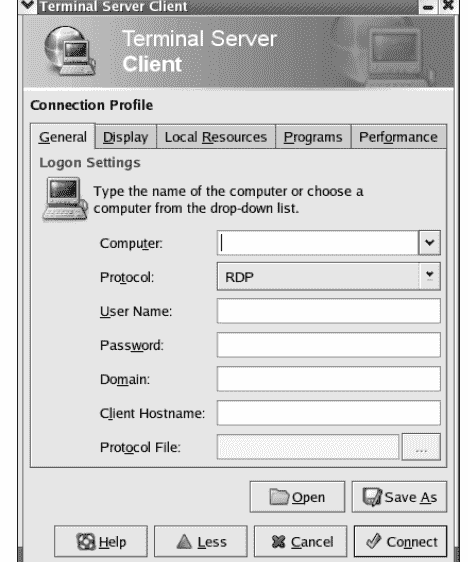 Terminal Server Client
Terminal Server
Client
Connection Profile
General Display Local Resources Programs Performance
Logon Settings
Type the name of the computer or choose a
computer from the drop-down list.
Computer:
Protocol: RDP
User Name:
Password:
Domain:
Client Hostname:
Protocol File: ...
Open Save As
Help Less Cancel Connect